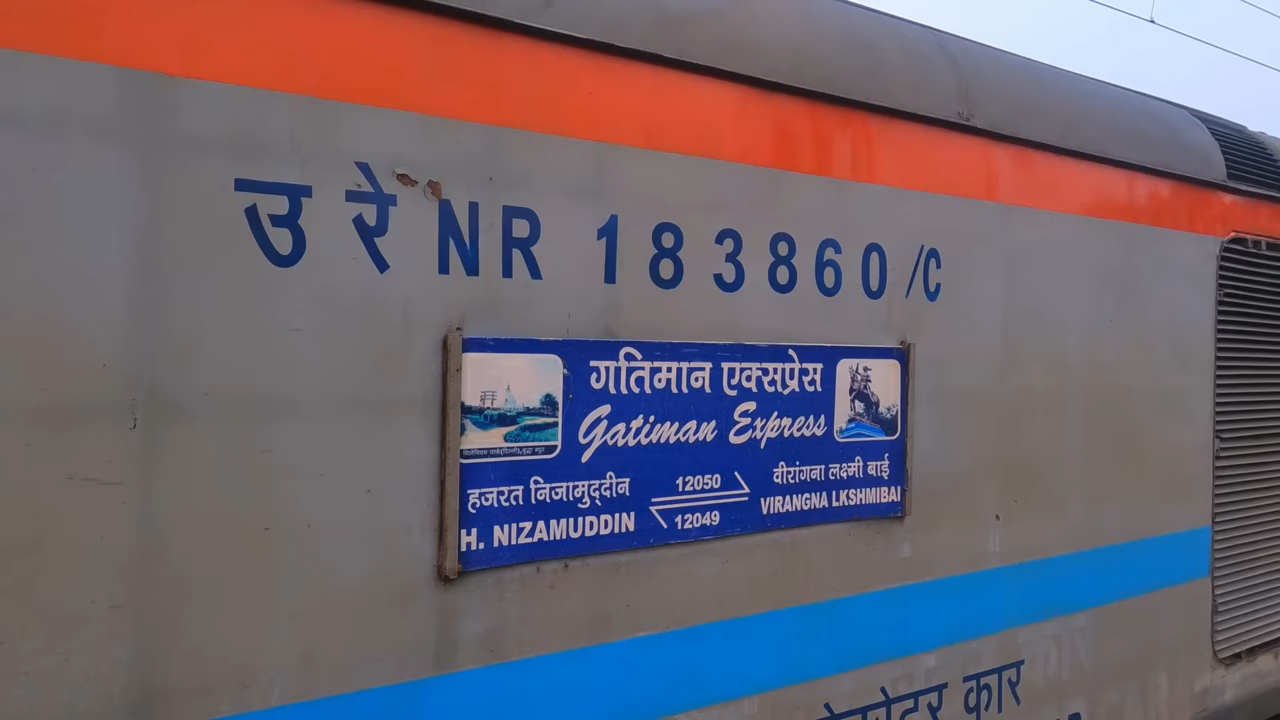 उ रे NR 183860 /C
गतिमान एक्सप्रेस
Gatiman Express
हजरत निजामुद्दीन
H. NIZAMUDDIN
12050
12049
वीरांगना लक्ष्मी बाई
VIRANGNA LKSHMIBAI
कार